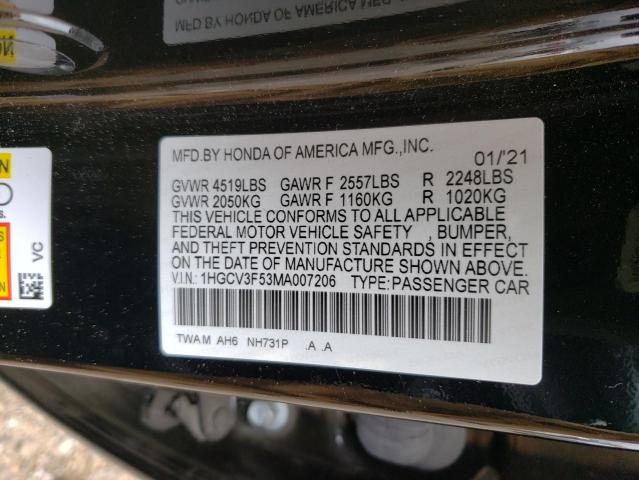 MFD.BY HONDA OF AMERICA MFG.,INC.
01/'21
GVWR 4519LBS GAWR F 2557LBS R 2248LBS
GVWR 2050KG GAWR F 1160KG R 1020KG
THIS VEHICLE CONFORMS TO ALL APPLICABLE
FEDERAL MOTOR VEHICLE SAFETY , BUMPER,
AND THEFT PREVENTION STANDARDS IN EFFECT
ON THE DATE OF MANUFACTURE SHOWN ABOVE.
V.I.N.: 1HGCV3F53MA007206 TYPE:PASSENGER CAR
TWAM AH6 NH731P .A .A
VC